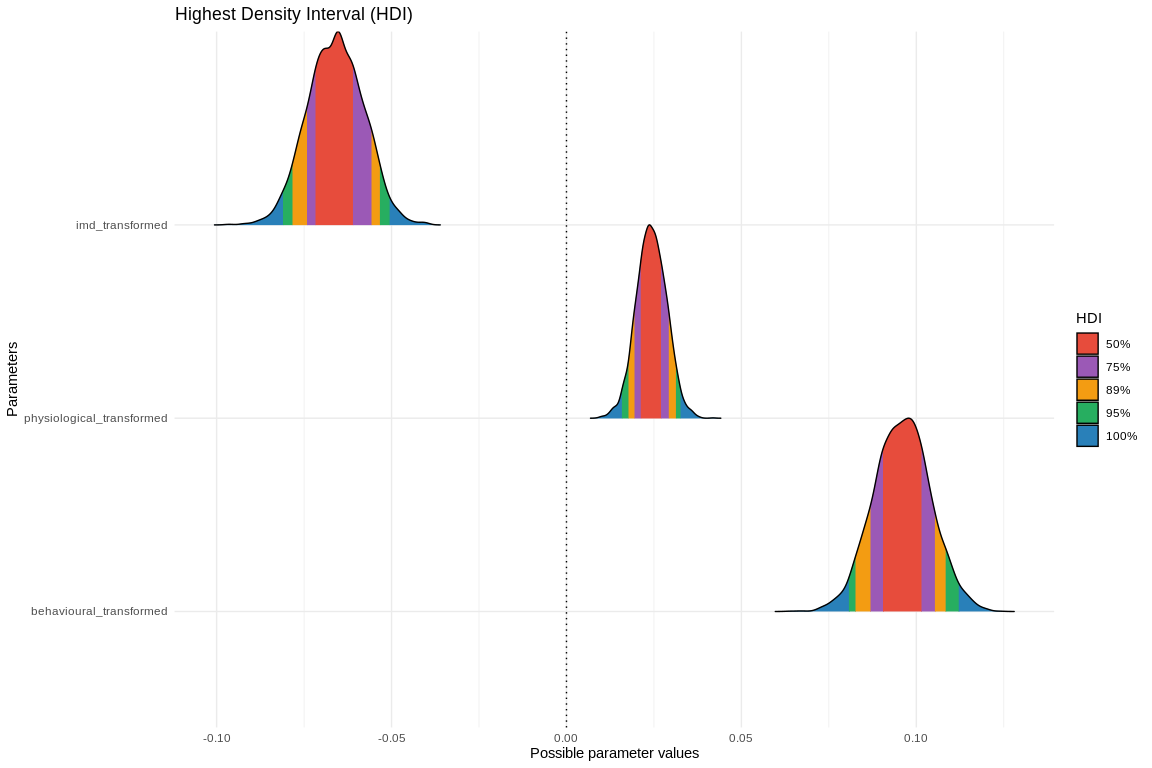 Highest Density Interval (HDI)
imd_transformed
physiological_transformed
behavioural_transformed
Parameters
-0.10
-0.05
0.00
0.05
0.10
Possible parameter values
HDI
50%
75%
89%
95%
100%